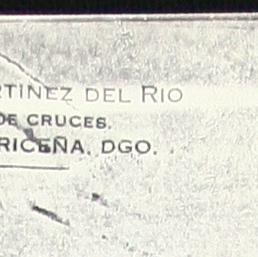 RTINEZ DEL RIO
DE CRUCES.
RICEÑA. DGO.